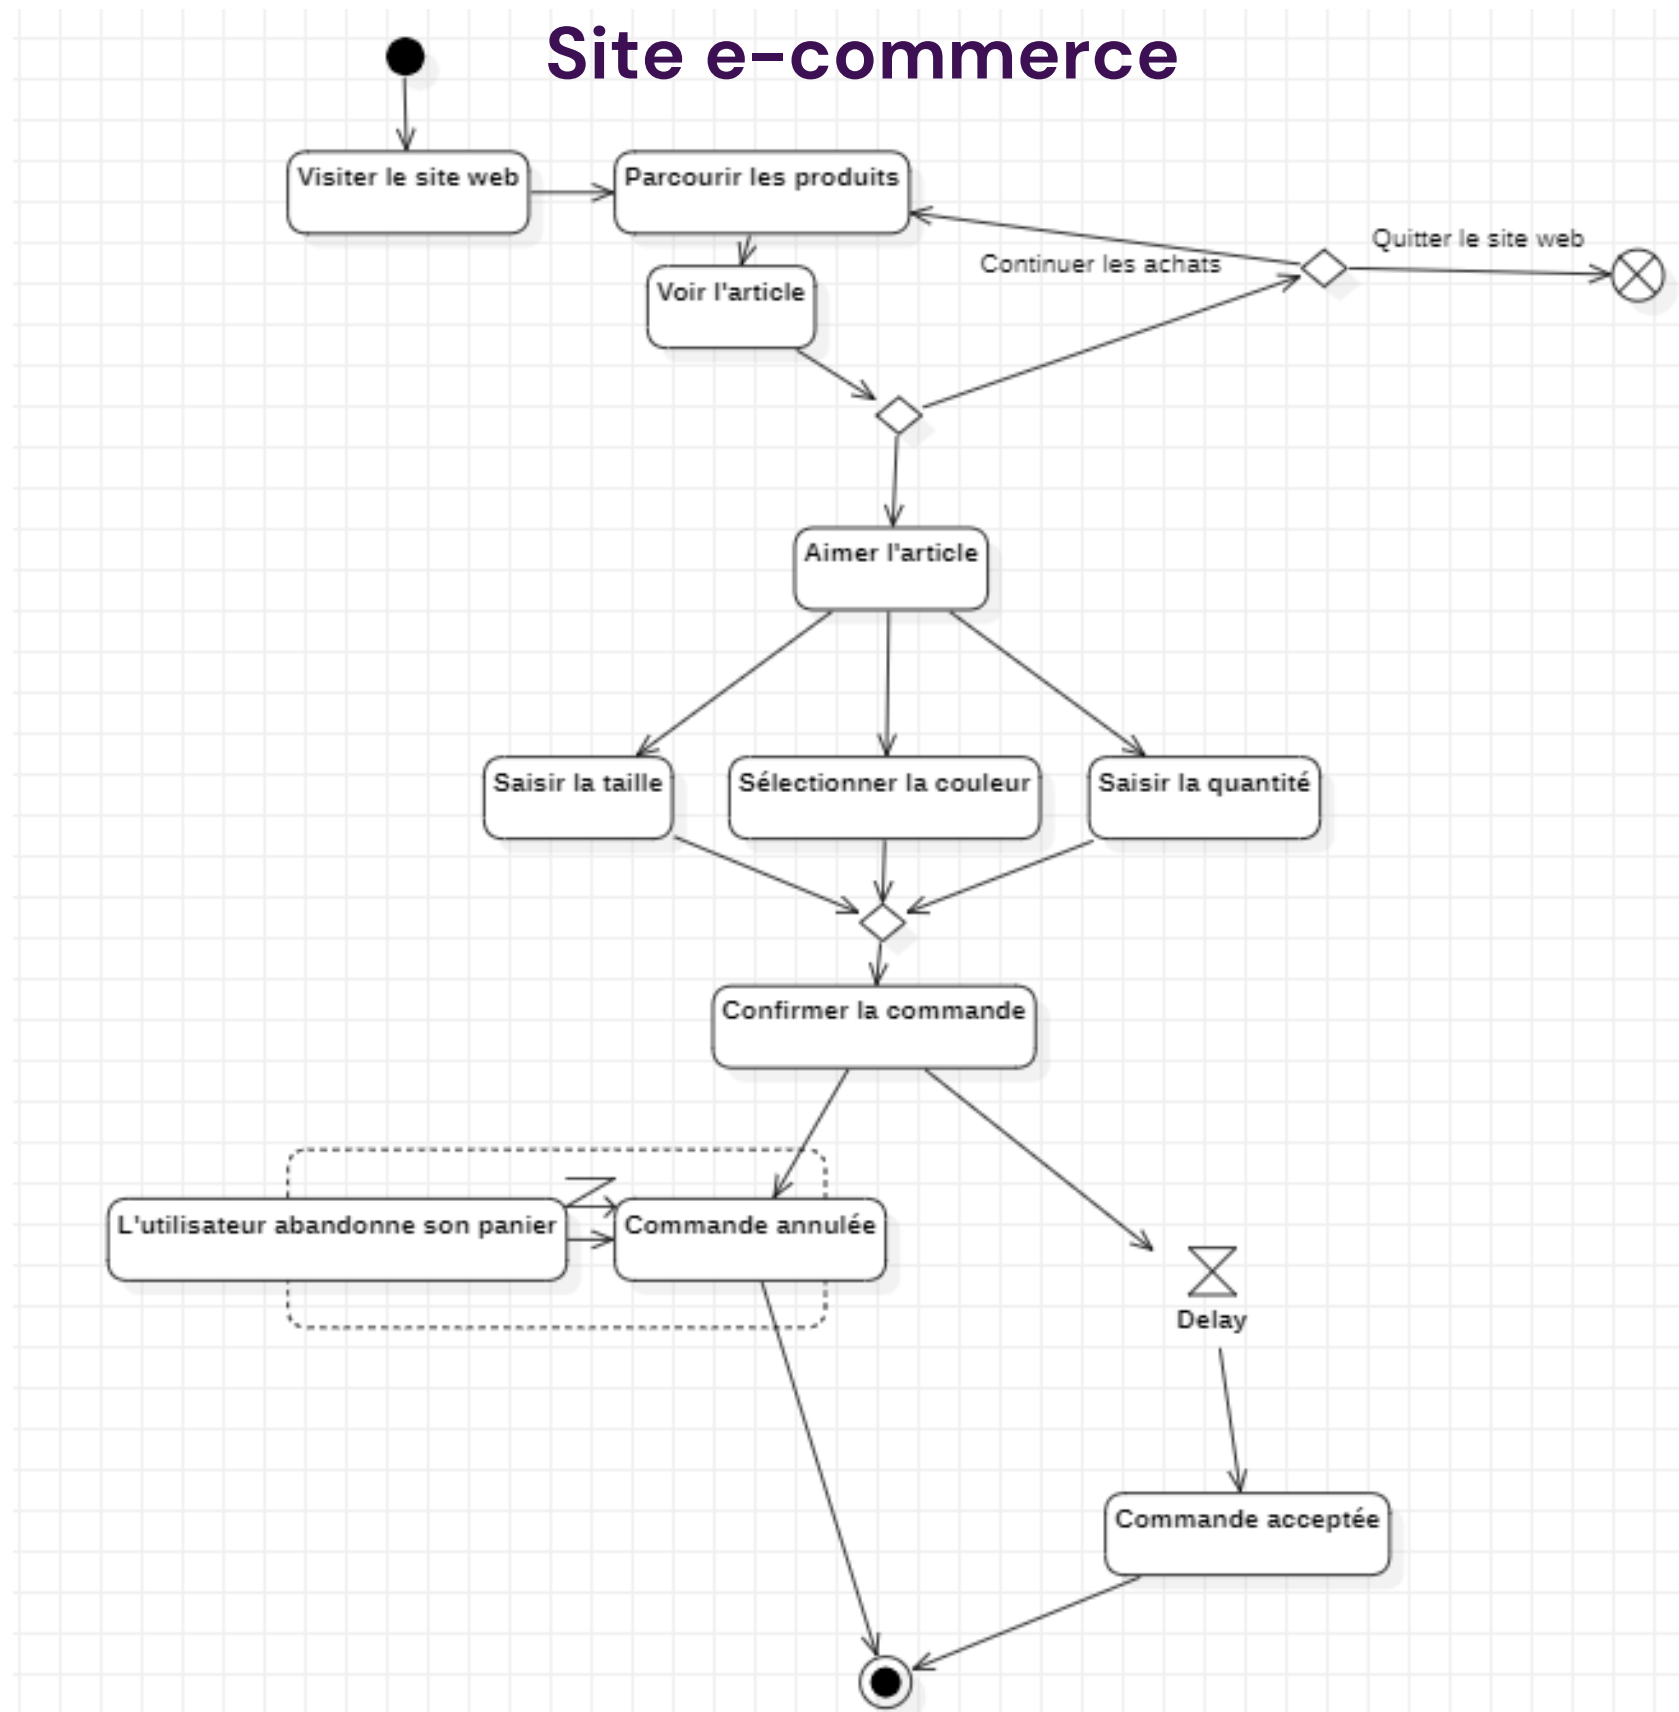 Site e-commerce
Visiter le site web
Parcourir les produits
Quitter le site web
Continuer les achats
Voir l'article
Aimer l'article
Saisir la taille
Sélectionner la couleur
Saisir la quantité
Confirmer la commande
L'utilisateur abandonne son panier
Commande annulée
Delay
Commande acceptée